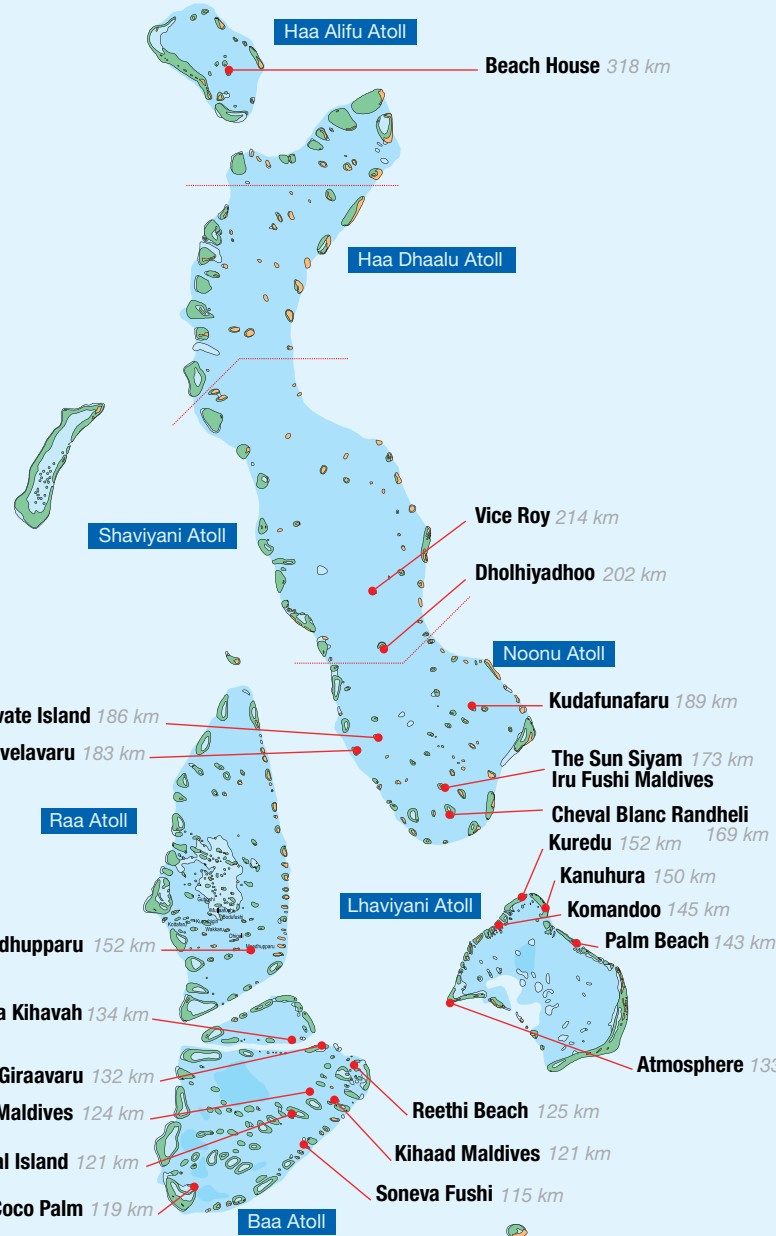 Haa Alifu Atoll
Beach House 318 km
Haa Dhaalu Atoll
Shaviyani Atoll
Vice Roy 214 km
Dholhiyadhoo 202 km
Noonu Atoll
vate Island 186 km
Kudafunafaru 189 km
velavaru 183 km
The Sun Siyam 173 km
Iru Fushi Maldives
Raa Atoll
Cheval Blanc Randheli
169 km
Kuredu 152 km
Kanuhura 150 km
Lhaviyani Atoll
Komandoo 145 km
Palm Beach 143 km
dhupparu 152 km
a Kihavah 134 km
Atmosphere 133
Giraavaru 132 km
Maldives 124 km
Reethi Beach 125 km
Kihaad Maldives 121 km
al Island 121 km
Soneva Fushi 115 km
Coco Palm 119 km
Baa Atoll